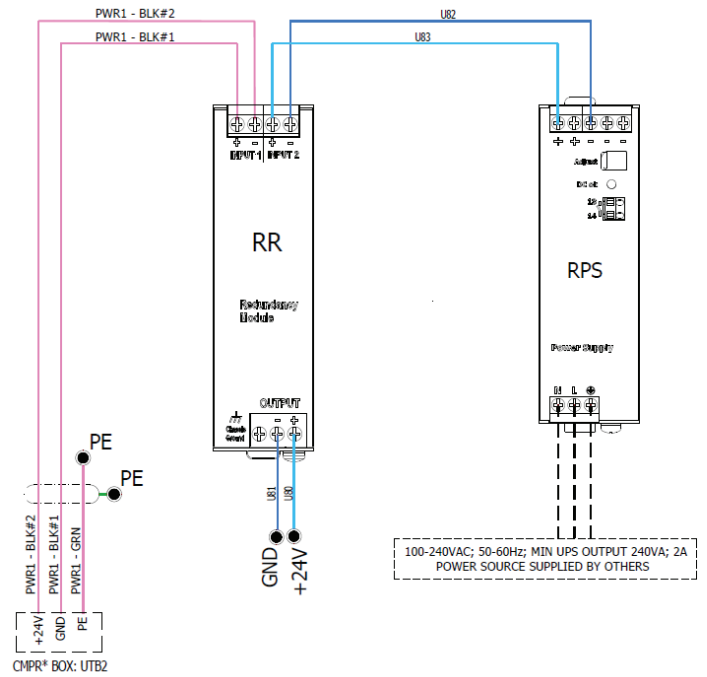 PWR1 - BLK#2
PWR1 - BLK#1
U82
U83
+ - + -
INPUT 1 INPUT 2
RR
Redundancy
Module
OUTPUT
- +
Chassis
Ground
U81
U80
GND
+24V
+ + - - -
Adjust
DC ok
13
14
RPS
Power Supply
N L
100-240VAC; 50-60Hz; MIN UPS OUTPUT 240VA; 2A
POWER SOURCE SUPPLIED BY OTHERS
PE
PE
PWR1 - BLK#2
PWR1 - BLK#1
PWR1 - GRN
+24V
GND
PE
CMPR* BOX: UTB2